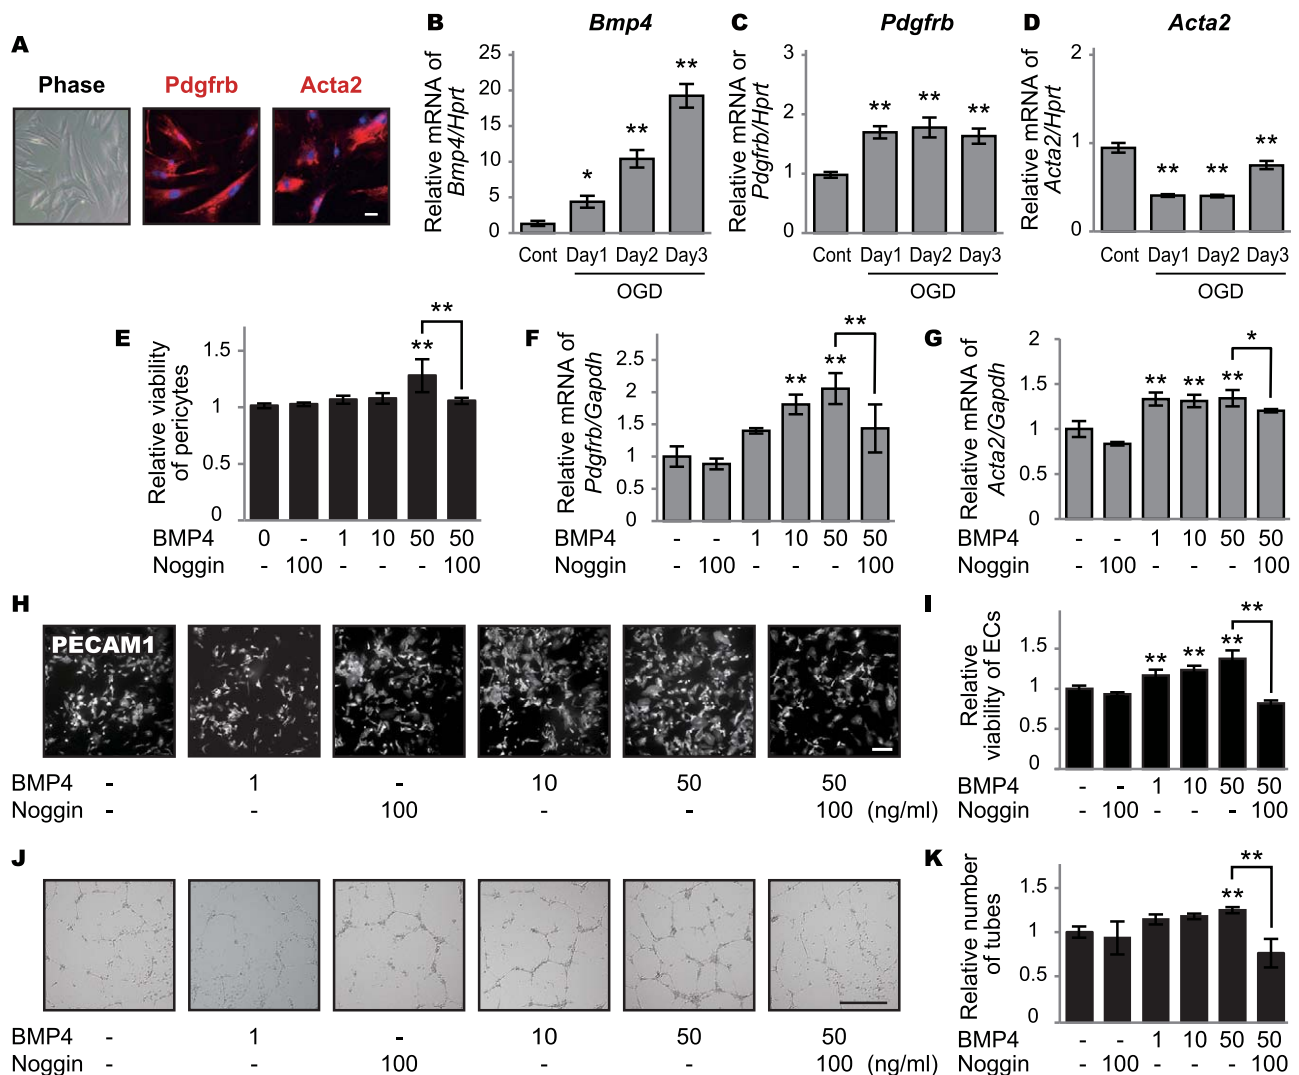 A
Phase
Pdgfrb
Acta2
B
Bmp4
Relative mRNA of
Bmp4/Hprt
25
20
15
10
5
0
*
**
**
Cont Day1 Day2 Day3
OGD
C
Pdgfrb
Relative mRNA or
Pdgfrb/Hprt
3
2
1
0
**
**
**
Cont Day1 Day2 Day3
OGD
D
Acta2
Relative mRNA of
Acta2/Hprt
2
1
0
**
**
**
Cont Day1 Day2 Day3
OGD
E
Relative viability
of pericytes
1.5
1
0.5
0
**
**
BMP4 0 - 1 10 50 50
Noggin - 100 - - - 100
F
Relative mRNA of
Pdgfrb/Gapdh
2.5
2
1.5
1
0.5
0
**
**
**
BMP4 - - 1 10 50 50
Noggin - 100 - - - 100
G
Relative mRNA of
Acta2/Gapdh
2
1.5
1
0.5
0
**
**
**
*
BMP4 - - 1 10 50 50
Noggin - 100 - - - 100
H
PECAM1
BMP4 - 1 - 10 50 50
Noggin - - 100 - - 100 (ng/ml)
I
Relative
viability of ECs
1.5
1
0.5
0
**
**
**
**
BMP4 - - 1 10 50 50
Noggin - 100 - - - 100
J
BMP4 - 1 - 10 50 50
Noggin - - 100 - - 100 (ng/ml)
K
Relative number
of tubes
1.5
1
0.5
0
**
**
BMP4 - - 1 10 50 50
Noggin - 100 - - - 100